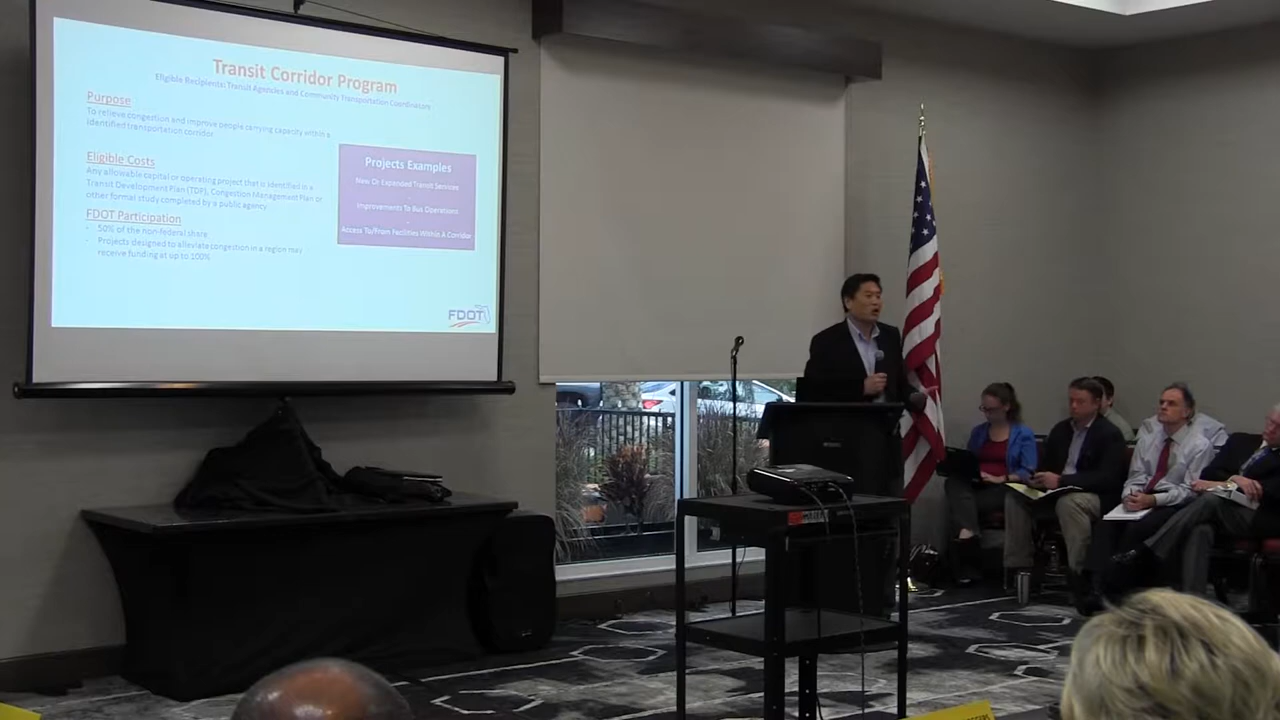 Transit Corridor Program
Eligible Recipients: Transit Agencies and Community Transportation Coordinators
Purpose
To relieve congestion and improve people carrying capacity within a
identified transportation corridor
Eligible Costs
Any allowable capital or operating project that is identified in a
Transit Development Plan (TDP), Congestion Management Plan or
other formal study completed by a public agency
FDOT Participation
- 50% of the non-federal share
- Projects designed to alleviate congestion in a region may
receive funding at up to 100%
Projects Examples
New Or Expanded Transit Services
Improvements To Bus Operations
Access To/From Facilities Within A Corridor
FDOT